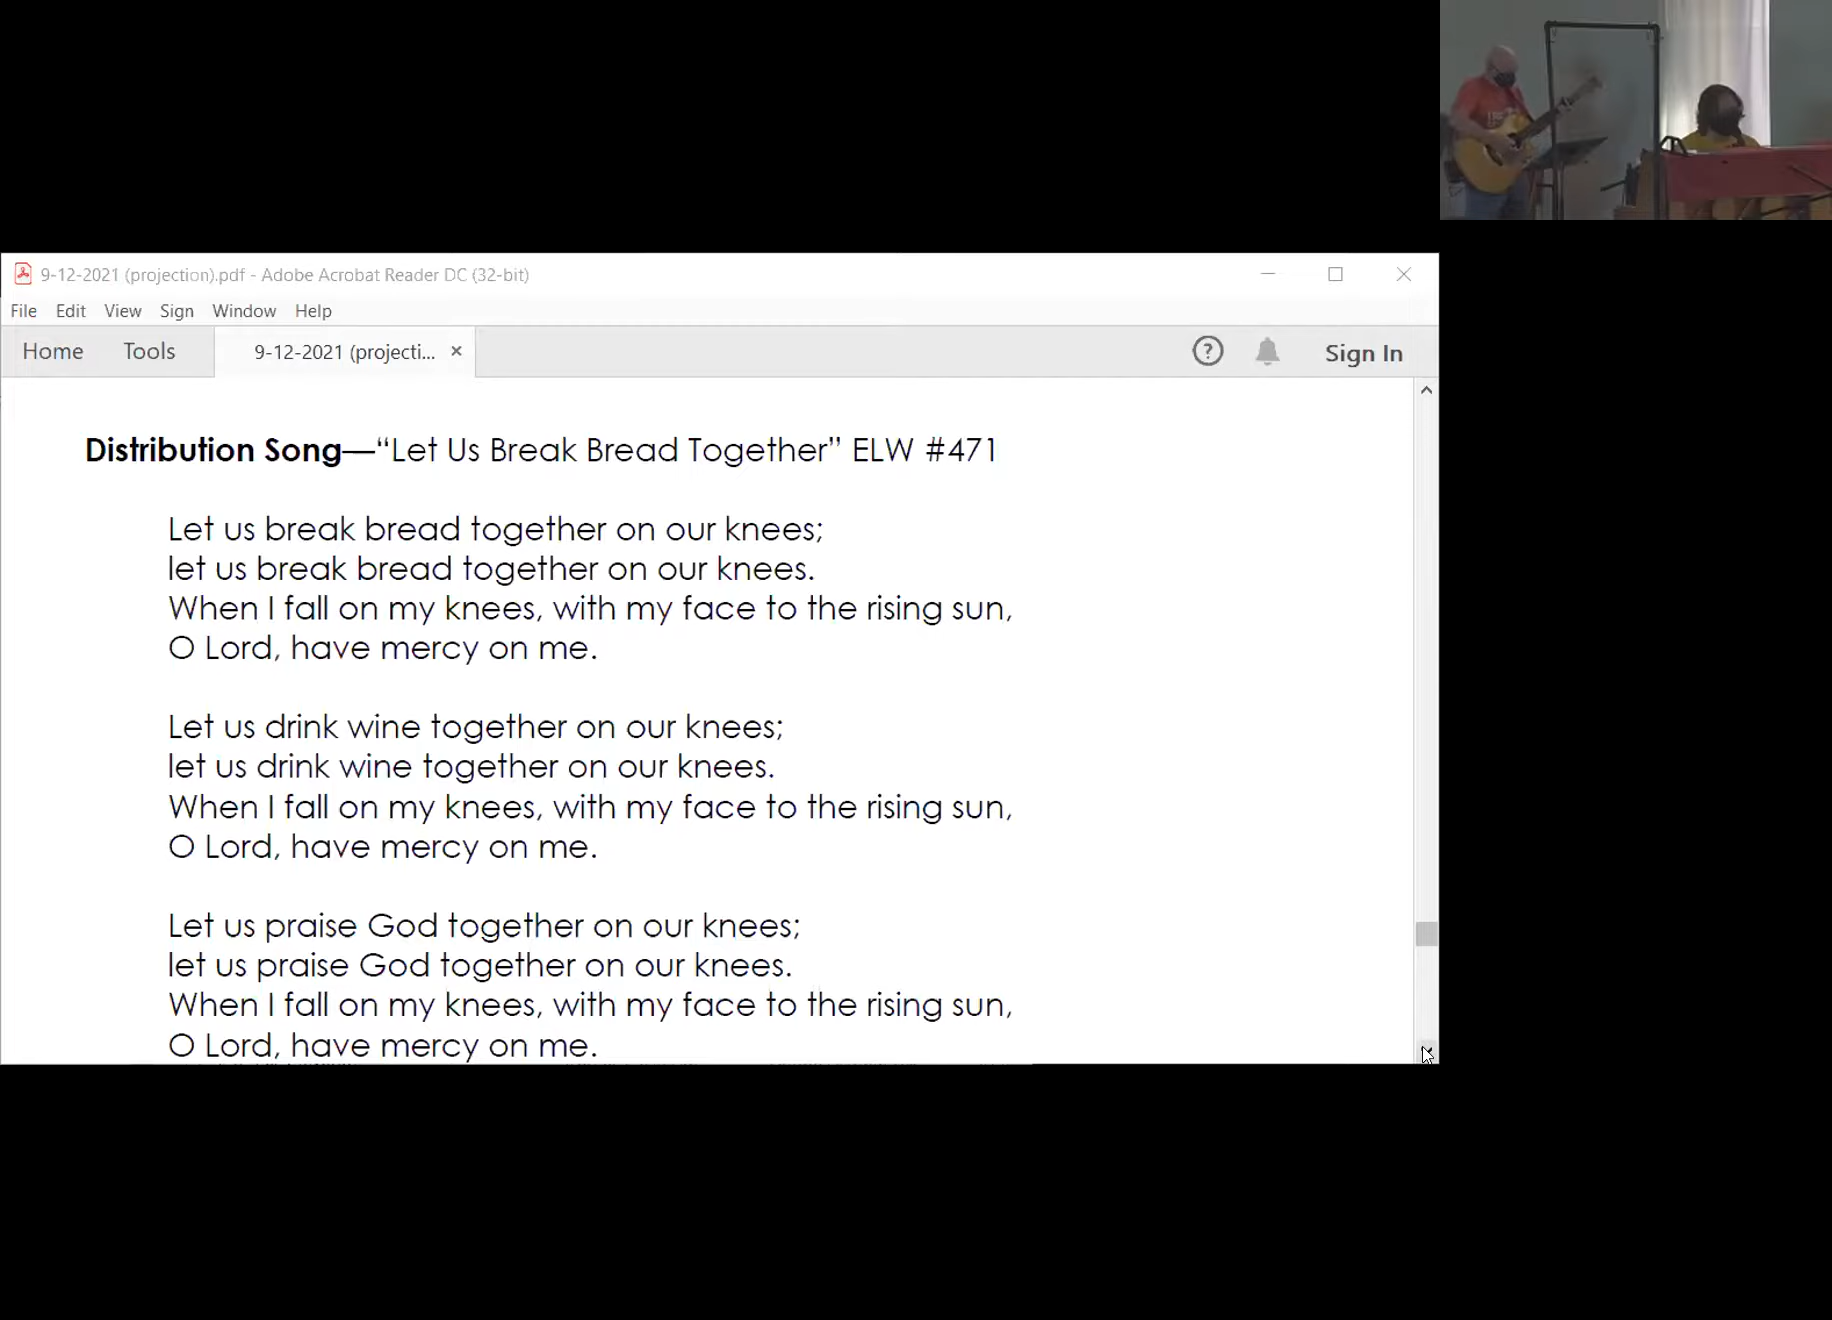 9-12-2021 (projection).pdf - Adobe Acrobat Reader DC (32-bit)
File Edit View Sign Window Help
Home Tools 9-12-2021 (projecti... Sign In
Distribution Song—“Let Us Break Bread Together” ELW #471
Let us break bread together on our knees;
let us break bread together on our knees.
When I fall on my knees, with my face to the rising sun,
O Lord, have mercy on me.
Let us drink wine together on our knees;
let us drink wine together on our knees.
When I fall on my knees, with my face to the rising sun,
O Lord, have mercy on me.
Let us praise God together on our knees;
let us praise God together on our knees.
When I fall on my knees, with my face to the rising sun,
O Lord, have mercy on me.